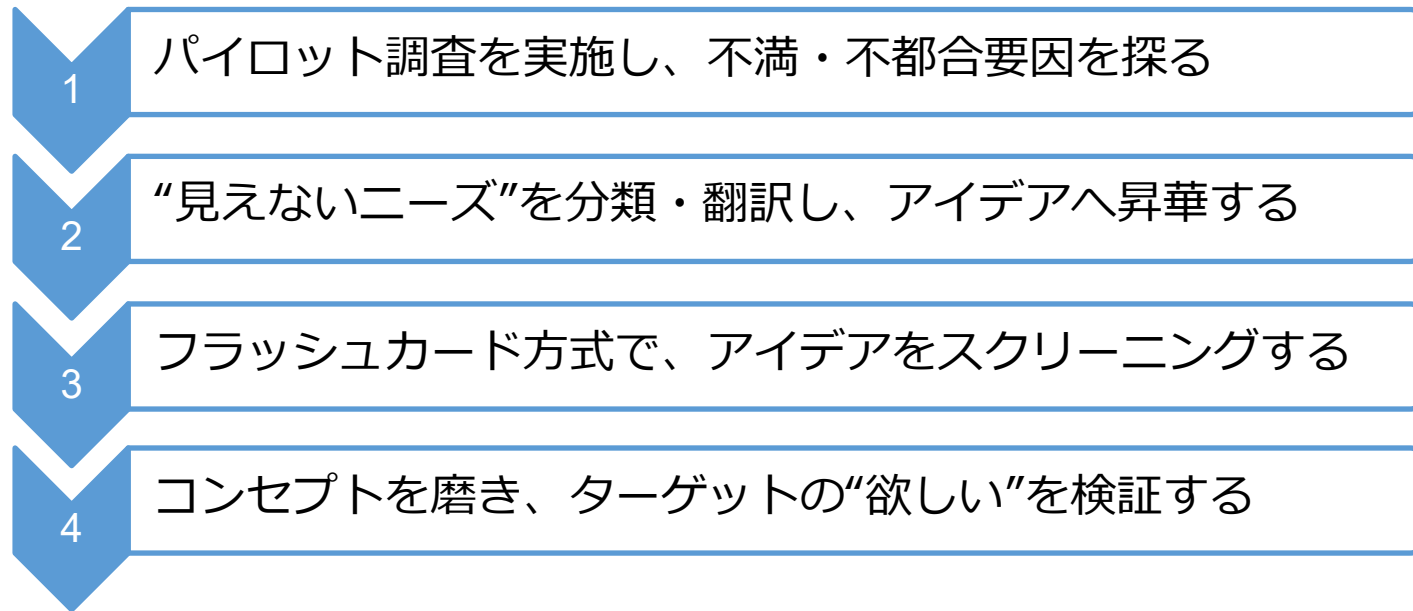 1
パイロット調査を実施し、不満・不都合要因を探る
2
“見えないニーズ”を分類・翻訳し、アイデアへ昇華する
3
フラッシュカード方式で、アイデアをスクリーニングする
4
コンセプトを磨き、ターゲットの“欲しい”を検証する